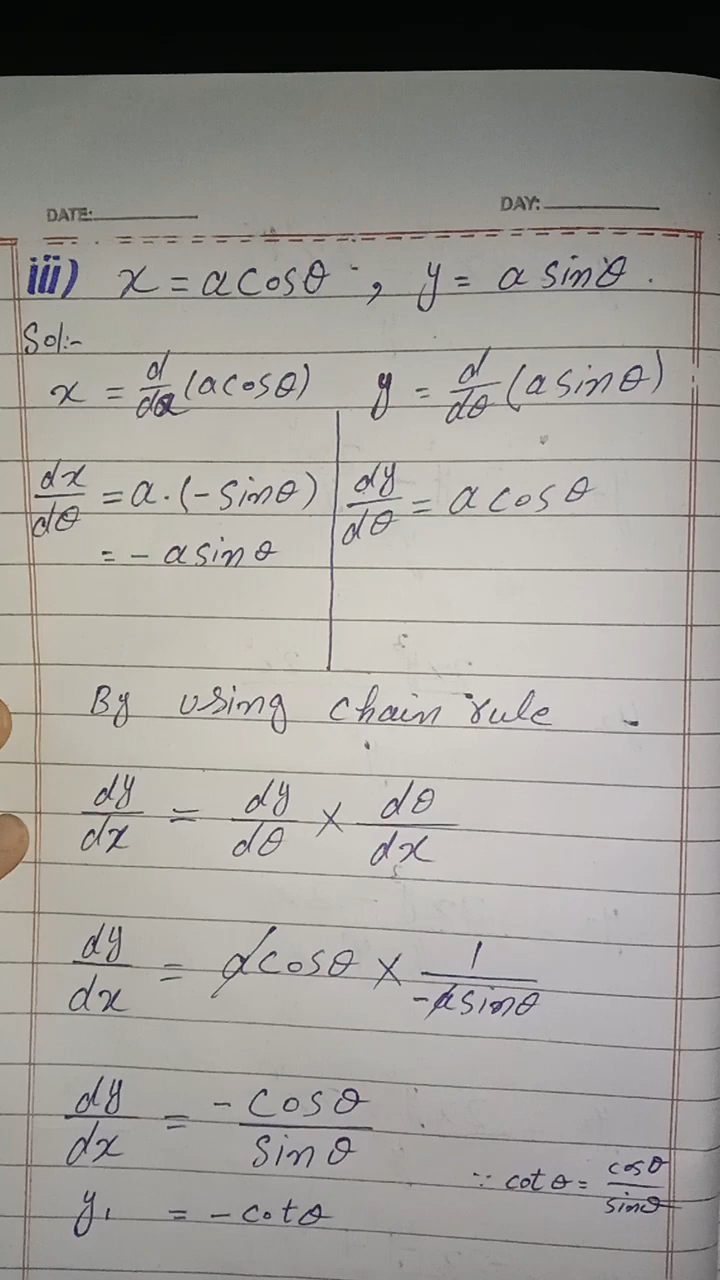 DATE: DAY:
iii) x = a cosθ , y = a sinθ .
Sol:-
x = d/dθ (a cosθ) y = d/dθ (a sinθ)
dx/dθ = a.(-sinθ) dy/dθ = a cosθ
= - a sinθ
By using chain rule
dy/dx = dy/dθ × dθ/dx
dy/dx = a cosθ × 1/-a sinθ
dy/dx = - cosθ/sinθ
∵ cotθ = cosθ/sinθ
y₁ = - cotθ